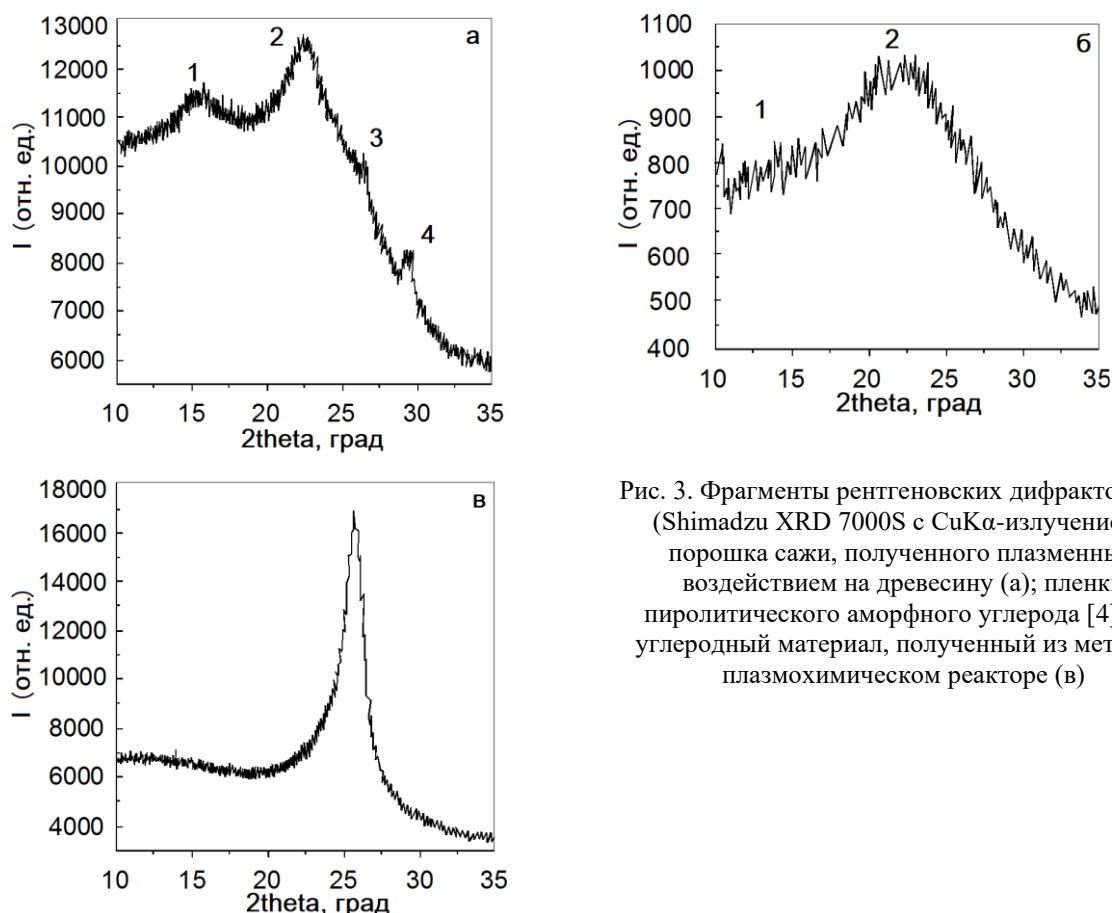 13000
12000
11000
10000
9000
8000
7000
6000
I (отн. ед.)
а
1
2
3
4
10 15 20 25 30 35
2theta, град
1100
1000
900
800
700
600
500
400
I (отн. ед.)
б
1
2
10 15 20 25 30 35
2theta, град
18000
16000
14000
12000
10000
8000
6000
4000
I (отн. ед.)
в
10 15 20 25 30 35
2theta, град
Рис. 3. Фрагменты рентгеновских дифракто
(Shimadzu XRD 7000S с CuKα-излучение
порошка сажи, полученного плазменны
воздействием на древесину (а); пленк
пиролитического аморфного углерода [4]
углеродный материал, полученный из мет
плазмохимическом реакторе (в)